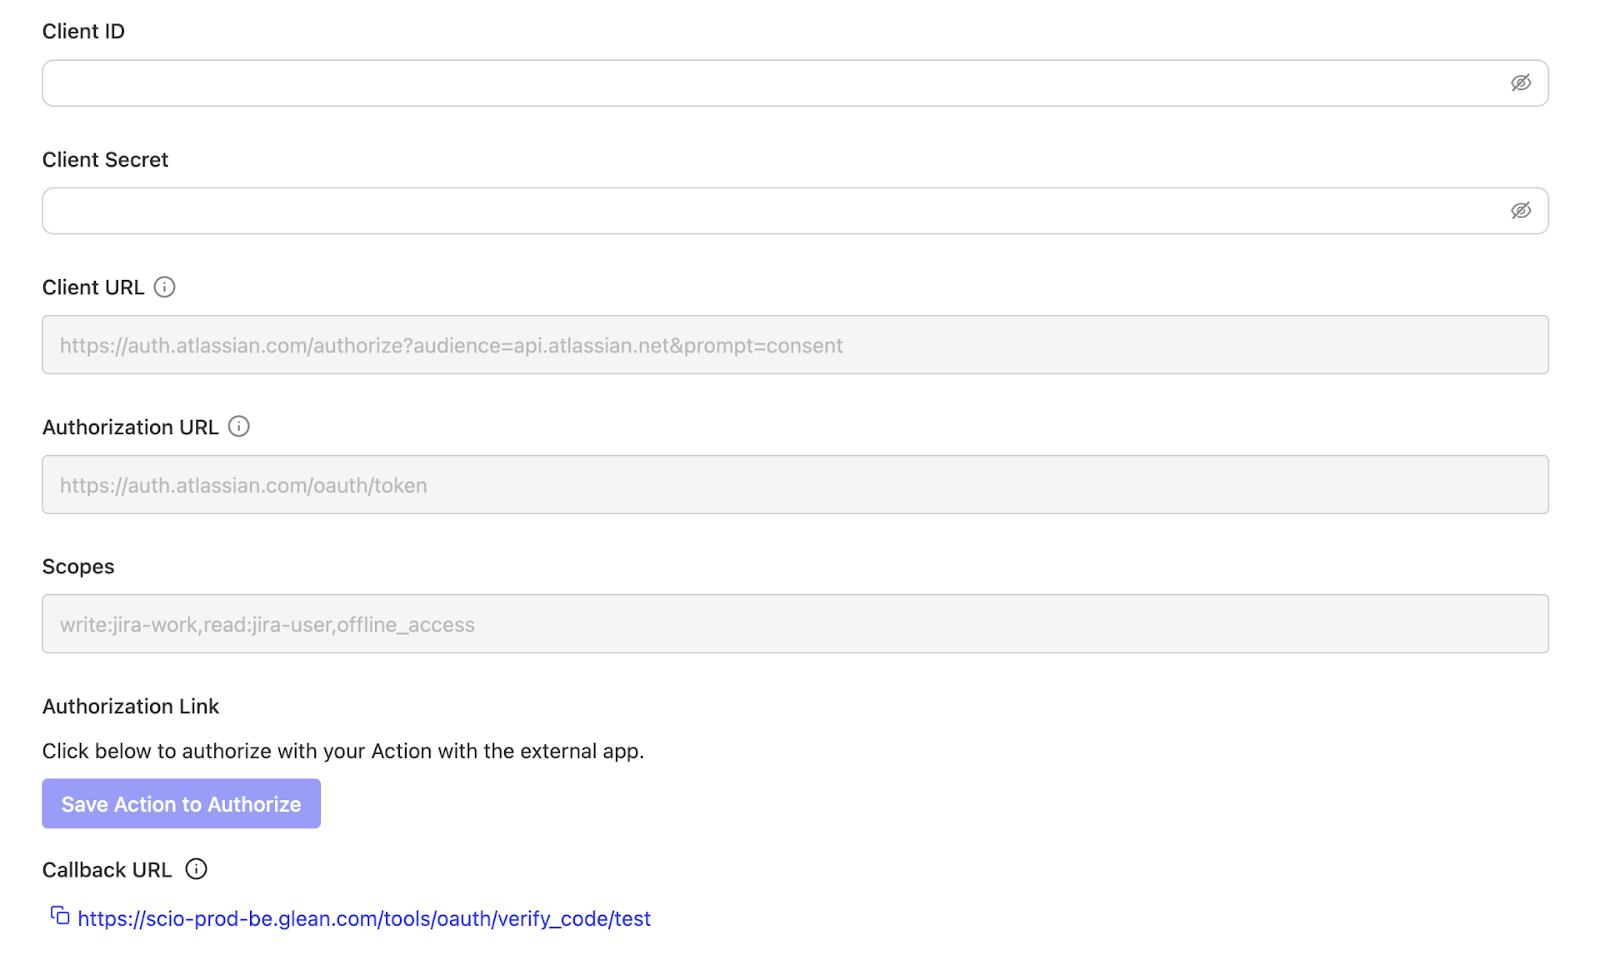 Client ID
Client Secret
Client URL
https://auth.atlassian.com/authorize?audience=api.atlassian.net&prompt=consent
Authorization URL
https://auth.atlassian.com/oauth/token
Scopes
write:jira-work,read:jira-user,offline_access
Authorization Link
Click below to authorize with your Action with the external app.
Save Action to Authorize
Callback URL
https://scio-prod-be.glean.com/tools/oauth/verify_code/test